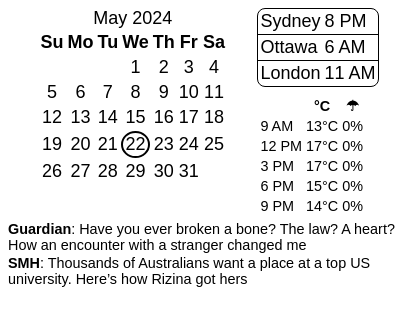 May 2024
Su Mo Tu We Th Fr Sa
1 2 3 4
5 6 7 8 9 10 11
12 13 14 15 16 17 18
19 20 21 22 23 24 25
26 27 28 29 30 31
Sydney 8 PM
Ottawa 6 AM
London 11 AM
°C ☂
9 AM 13°C 0%
12 PM 17°C 0%
3 PM 17°C 0%
6 PM 15°C 0%
9 PM 14°C 0%
Guardian: Have you ever broken a bone? The law? A heart?
How an encounter with a stranger changed me
SMH: Thousands of Australians want a place at a top US
university. Here’s how Rizina got hers